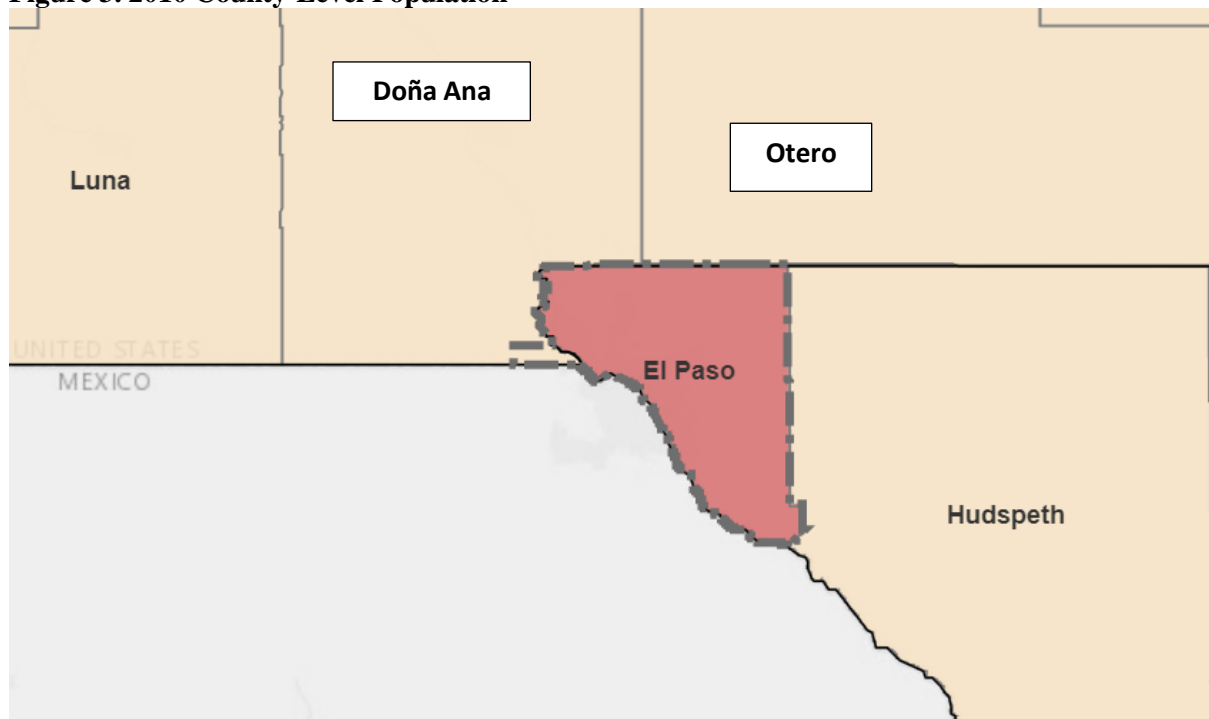 Figure 3. 2010 County-Level Population
Doña Ana
Otero
Luna
UNITED STATES
MEXICO
El Paso
Hudspeth